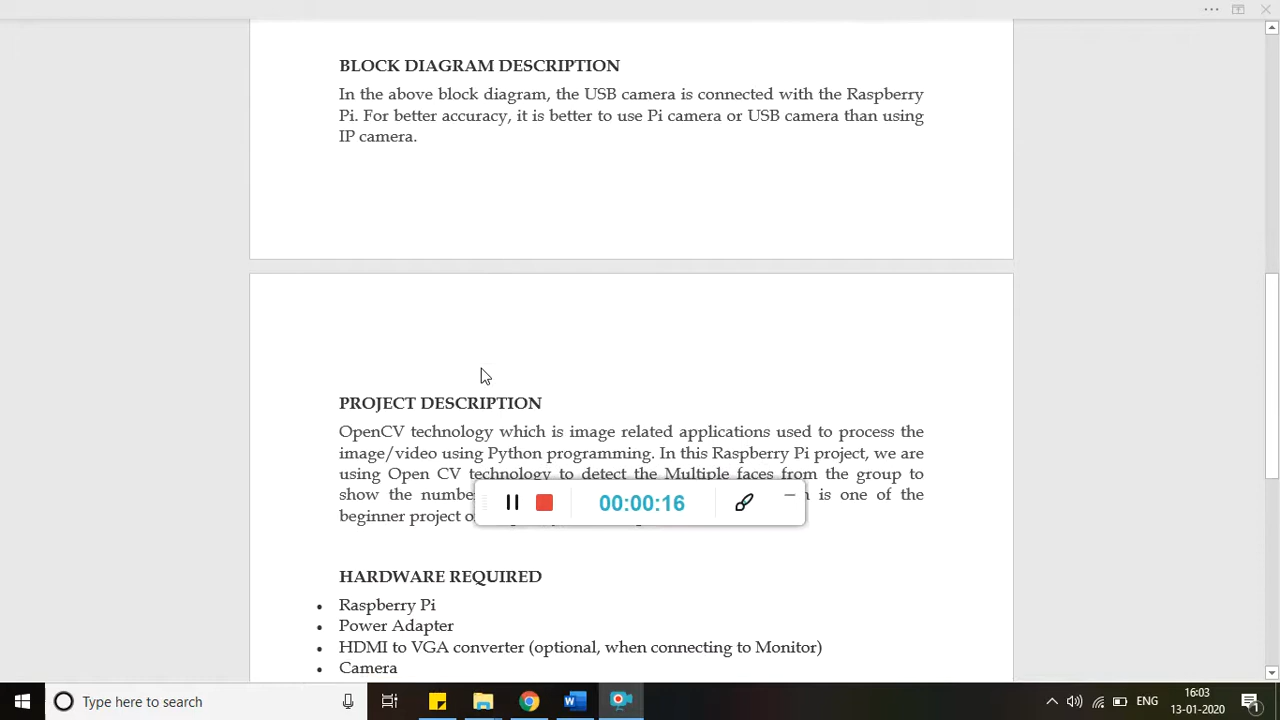 BLOCK DIAGRAM DESCRIPTION
In the above block diagram, the USB camera is connected with the Raspberry
Pi. For better accuracy, it is better to use Pi camera or USB camera than using
IP camera.
PROJECT DESCRIPTION
OpenCV technology which is image related applications used to process the
image/video using Python programming. In this Raspberry Pi project, we are
using Open CV technology to detect the Multiple faces from the group to
show the is one of the
beginner project
00:00:16
HARDWARE REQUIRED
• Raspberry Pi
• Power Adapter
• HDMI to VGA converter (optional, when connecting to Monitor)
• Camera
Type here to search
ENG
16:03
13-01-2020
1